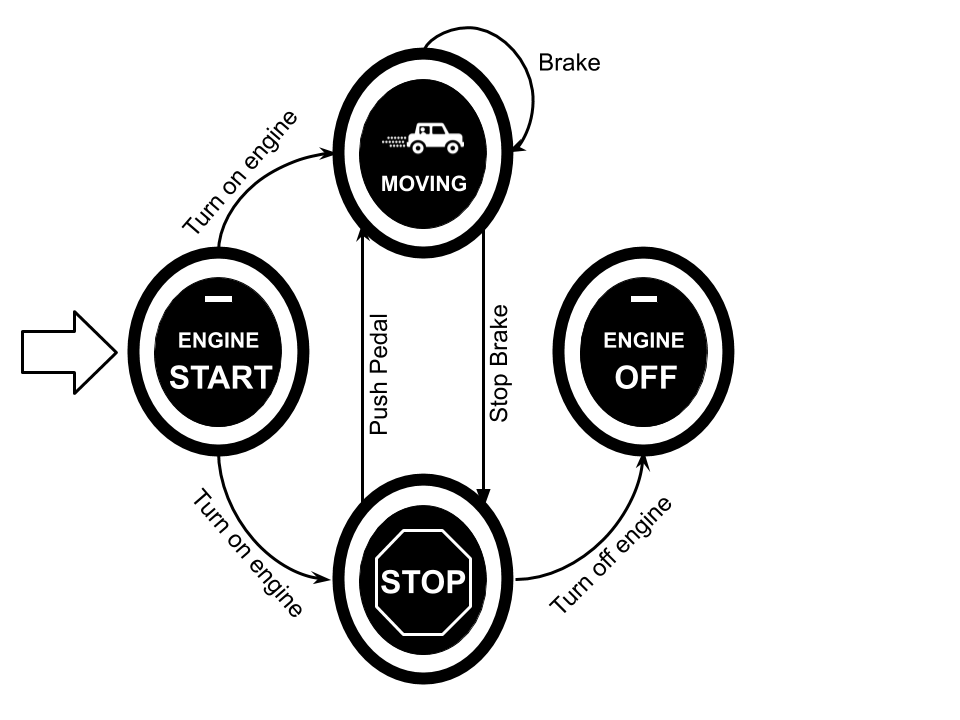 Brake
Turn on engine
MOVING
ENGINE
START
Push Pedal
Stop Brake
ENGINE
OFF
Turn on engine
STOP
Turn off engine